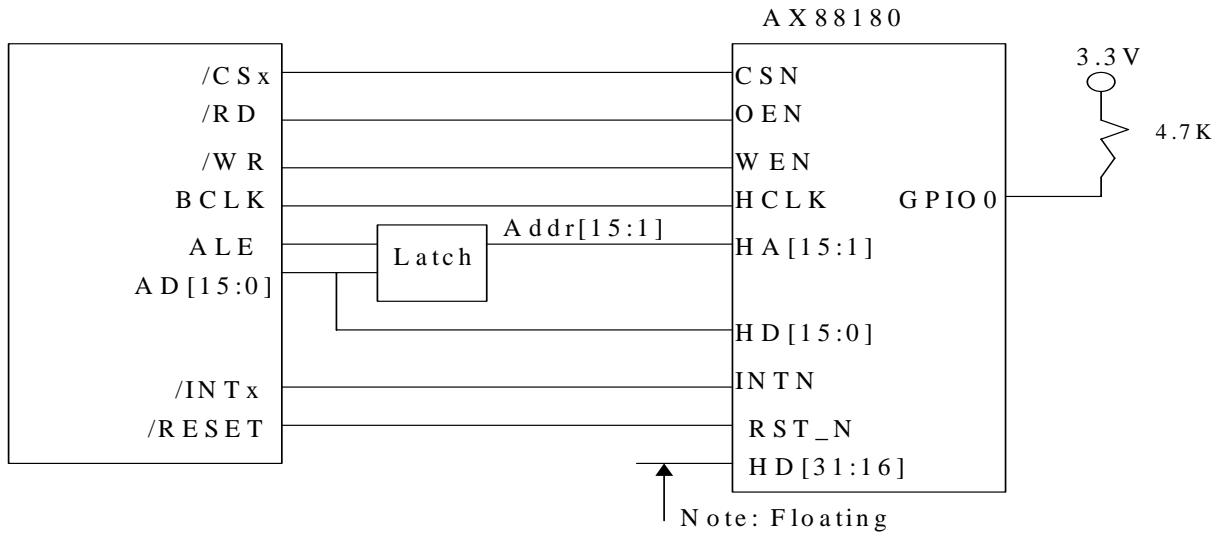 AX88180
3.3V
4.7K
/CSx
/RD
/WR
BCLK
ALE
AD[15:0]
/INTx
/RESET
Latch
Addr[15:1]
CSN
OEN
WEN
HCLK
GPIO0
HA[15:1]
HD[15:0]
INTN
RST_N
HD[31:16]
Note: Floating